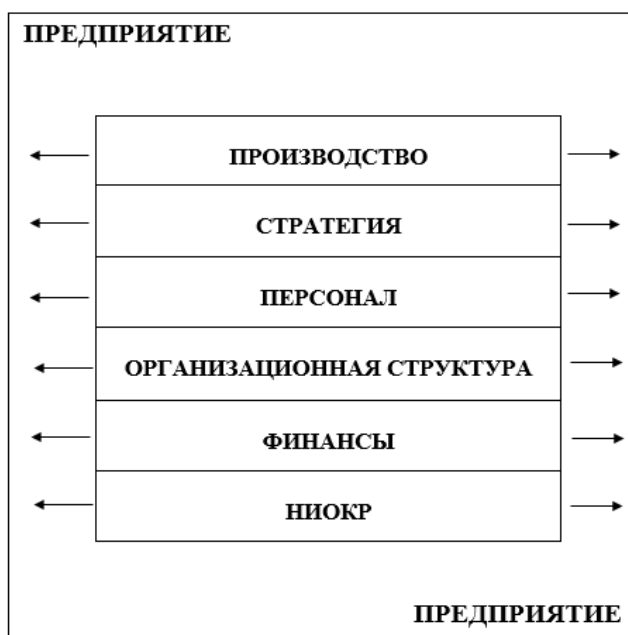 ПРЕДПРИЯТИЕ
ПРОИЗВОДСТВО
СТРАТЕГИЯ
ПЕРСОНАЛ
ОРГАНИЗАЦИОННАЯ СТРУКТУРА
ФИНАНСЫ
НИОКР
ПРЕДПРИЯТИЕ